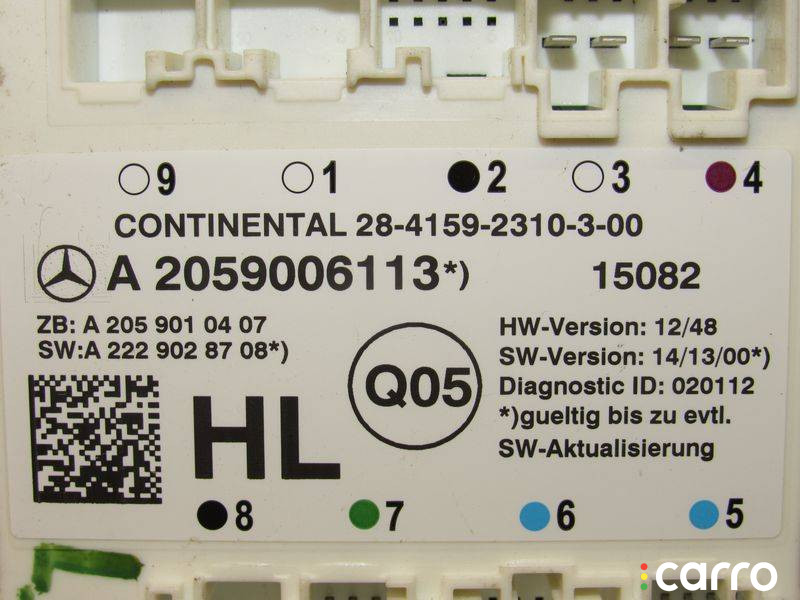 9 1 2 3 4
CONTINENTAL 28-4159-2310-3-00
A 2059006113*) 15082
ZB: A 205 901 04 07
SW:A 222 902 87 08*)
HL
Q05
HW-Version: 12/48
SW-Version: 14/13/00*)
Diagnostic ID: 020112
*)gueltig bis zu evtl.
SW-Aktualisierung
8 7 6 5
carro